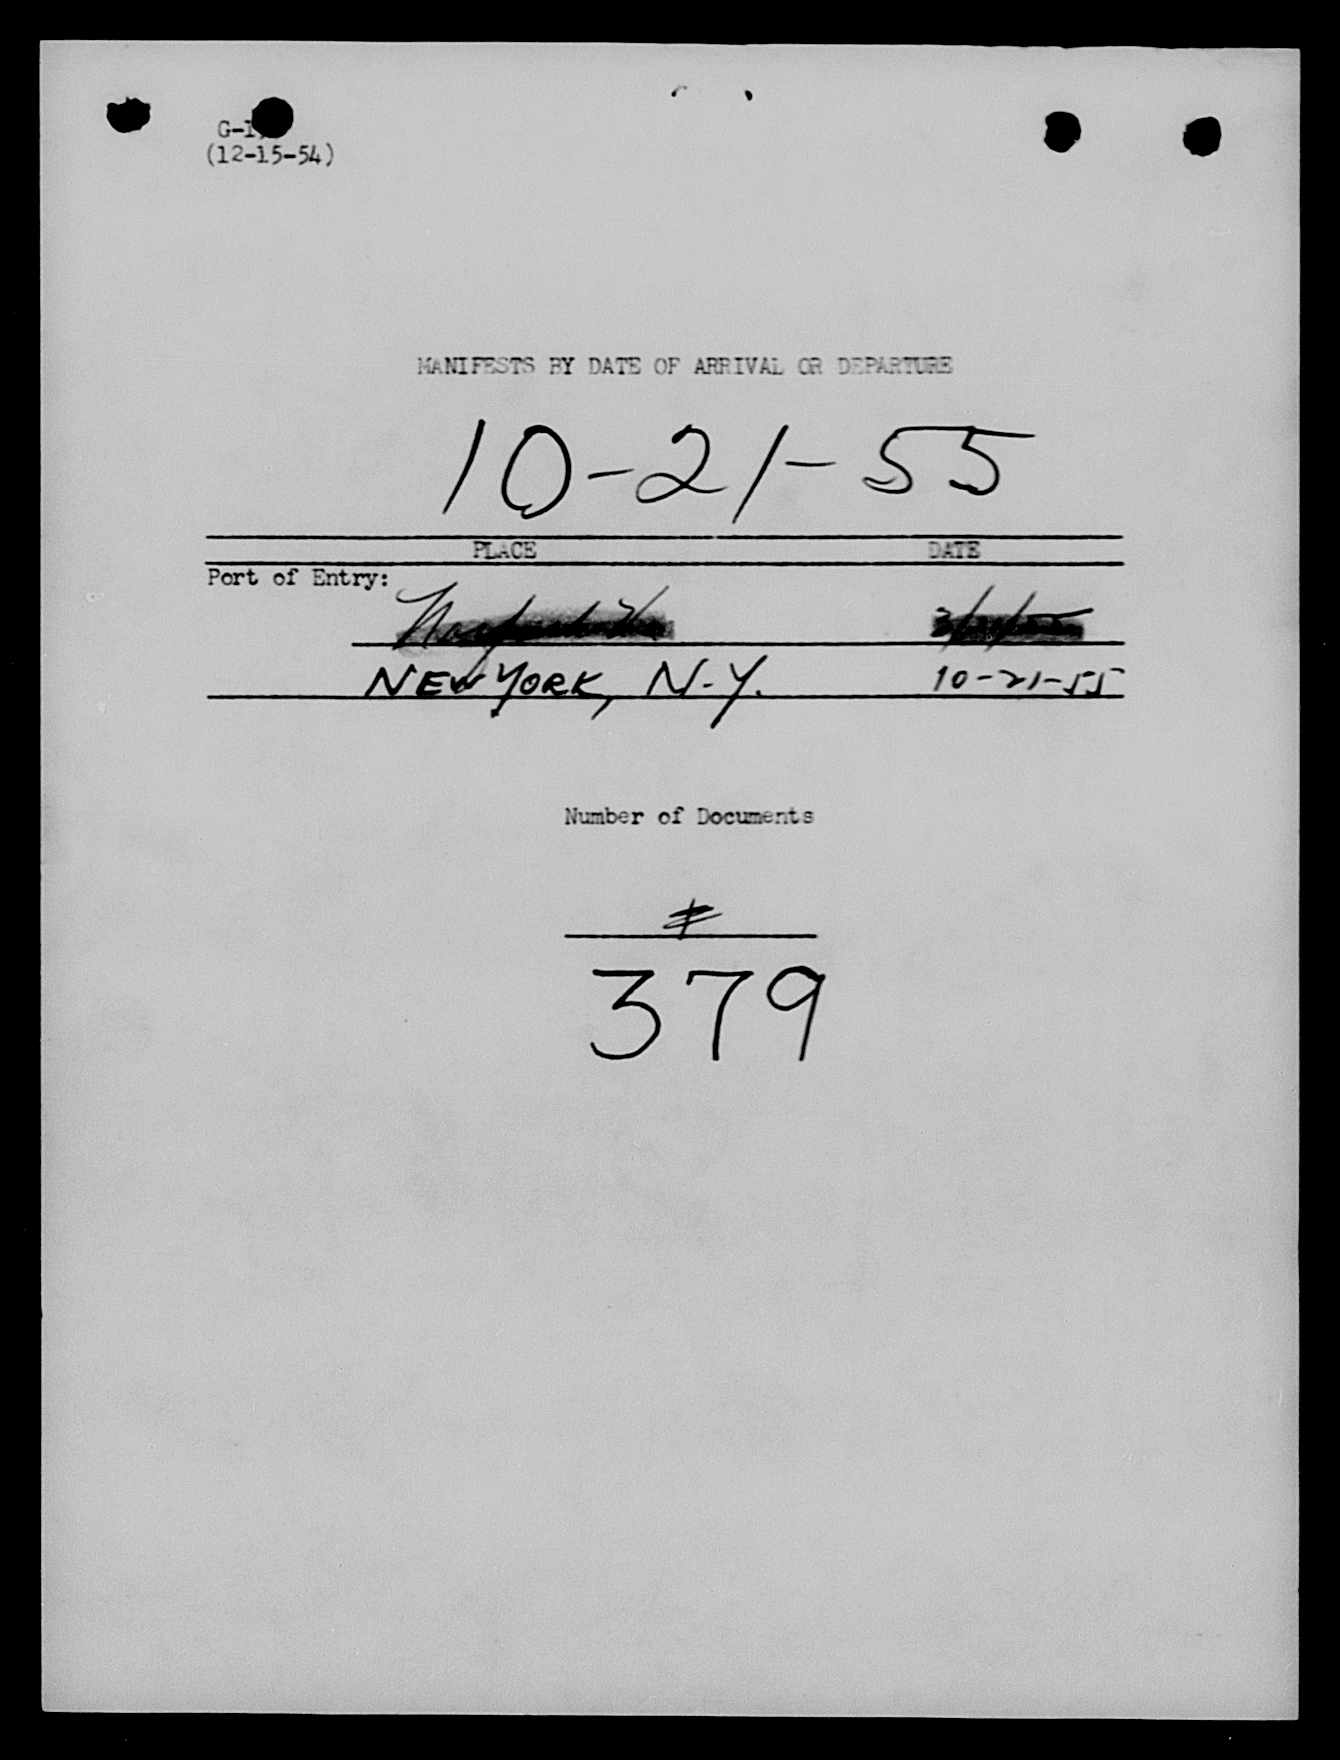 (12-15-54)
MANIFESTS BY DATE OF ARRIVAL OR DEPARTURE
10-21-55
PLACE DATE
Port of Entry:
NEW YORK, N.Y. 10-21-55
Number of Documents
379